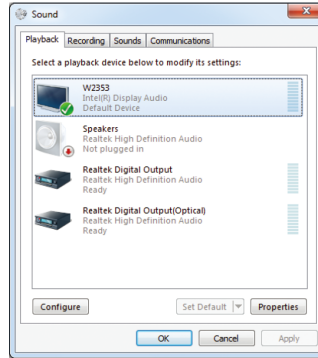 Sound
Playback
Recording
Sounds
Communications
Select a playback device below to modify its settings:
W2353
Intel(R) Display Audio
Default Device
Speakers
Realtek High Definition Audio
Not plugged in
Realtek Digital Output
Realtek High Definition Audio
Ready
Realtek Digital Output(Optical)
Realtek High Definition Audio
Ready
Configure
Set Default
Properties
OK
Cancel
Apply